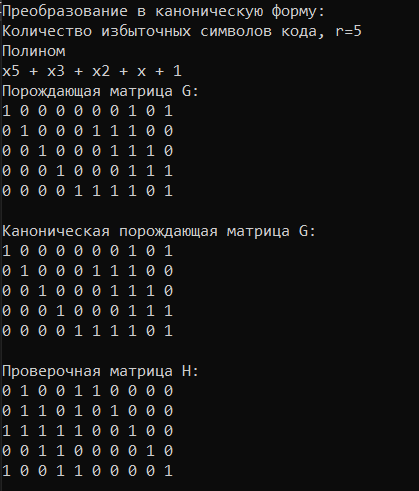 Преобразование в каноническую форму:
Количество избыточных символов кода, r=5
Полином
x5 + x3 + x2 + x + 1
Порождающая матрица G:
1 0 0 0 0 0 0 1 0 1
0 1 0 0 0 1 1 1 0 0
0 0 1 0 0 0 1 1 1 0
0 0 0 1 0 0 0 1 1 1
0 0 0 0 1 1 1 1 0 1
Каноническая порождающая матрица G:
1 0 0 0 0 0 0 1 0 1
0 1 0 0 0 1 1 1 0 0
0 0 1 0 0 0 1 1 1 0
0 0 0 1 0 0 0 1 1 1
0 0 0 0 1 1 1 1 0 1
Проверочная матрица H:
0 1 0 0 1 1 0 0 0 0
0 1 1 0 1 0 1 0 0 0
1 1 1 1 1 0 0 1 0 0
0 0 1 1 0 0 0 0 1 0
1 0 0 1 1 0 0 0 0 1